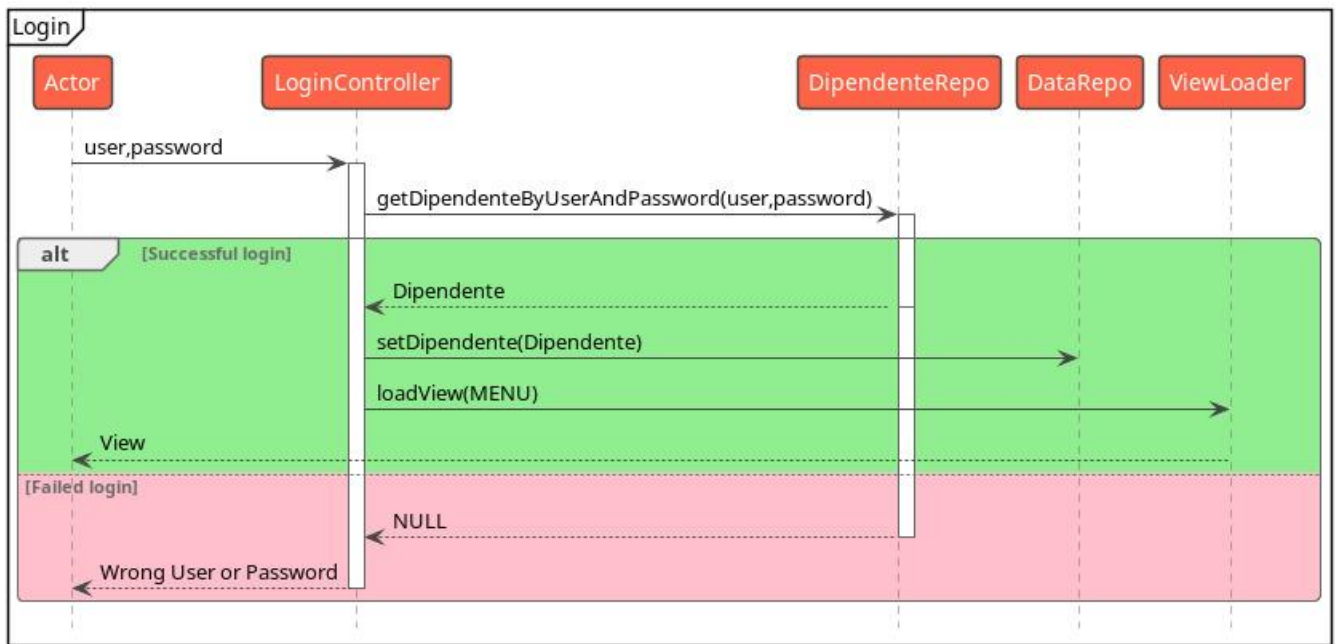 Login
Actor
LoginController
DipendenteRepo
DataRepo
ViewLoader
user,password
getDipendenteByUserAndPassword(user,password)
alt
[Successful login]
Dipendente
setDipendente(Dipendente)
loadView(MENU)
View
[Failed login]
NULL
Wrong User or Password